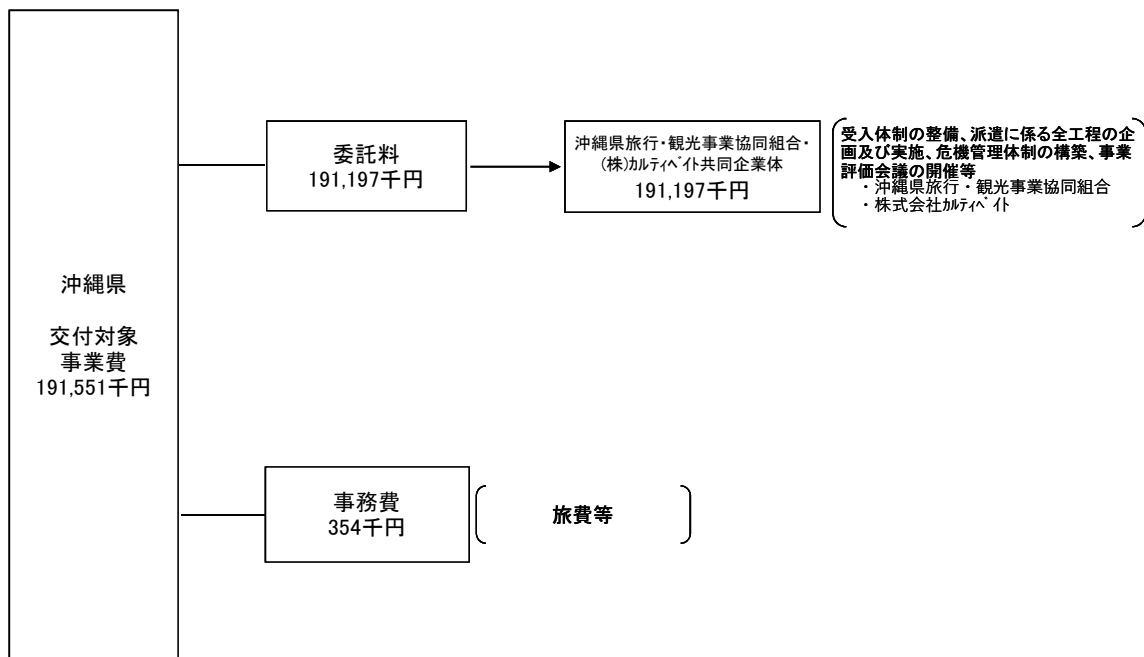 沖縄県
交付対象
事業費
191,551千円
委託料
191,197千円
沖縄県旅行・観光事業協同組合・
(株)ｶﾙﾃｨﾍﾞｲﾄ共同企業体
191,197千円
受入体制の整備、派遣に係る全工程の企
画及び実施、危機管理体制の構築、事業
評価会議の開催等
・沖縄県旅行・観光事業協同組合
・株式会社ｶﾙﾃｨﾍﾞｲﾄ
事務費
354千円
旅費等